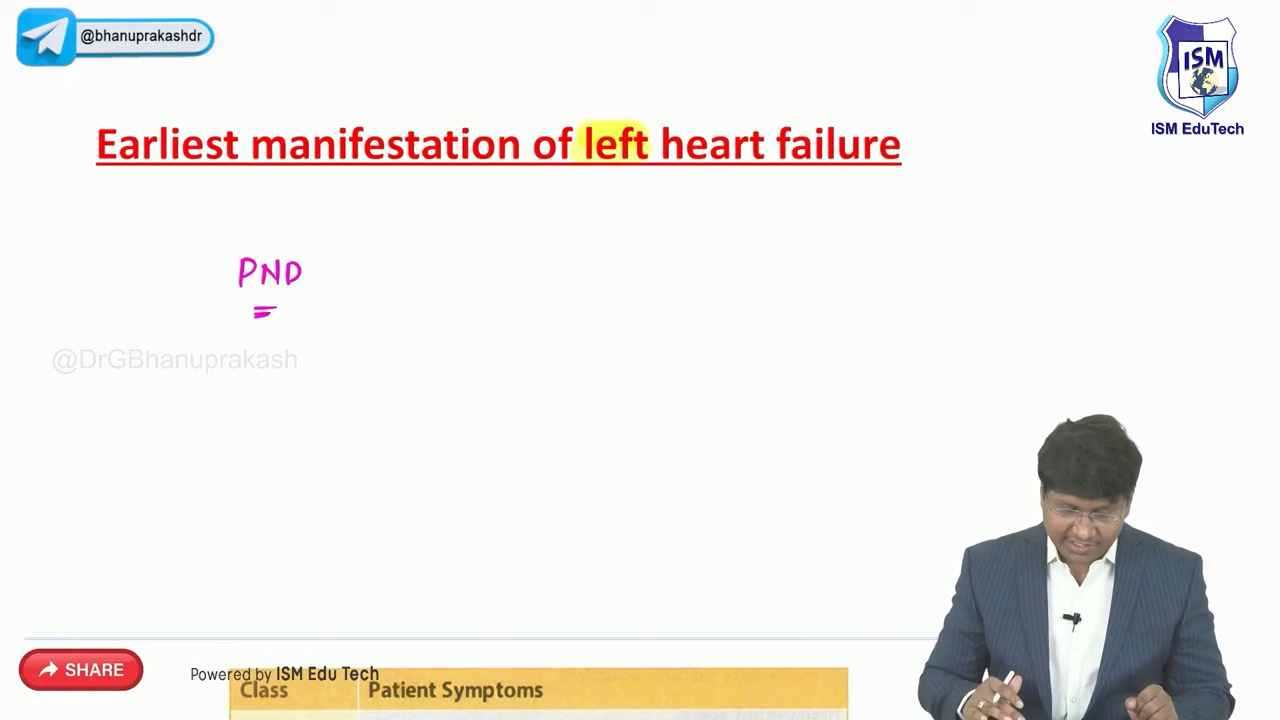 @bhanuprakashdr
ISM
ISM EduTech
Earliest manifestation of left heart failure
PND
@DrGBhanuprakash
SHARE
Powered by ISM Edu Tech
Class Patient Symptoms